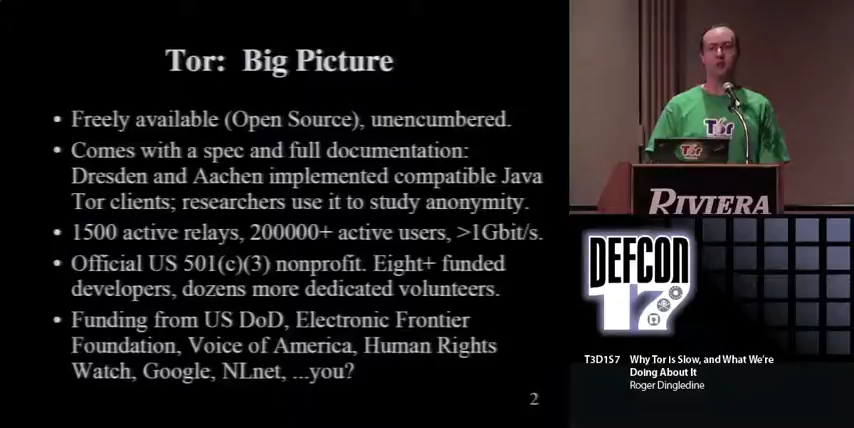 Tor: Big Picture
• Freely available (Open Source), unencumbered.
• Comes with a spec and full documentation:
Dresden and Aachen implemented compatible Java
Tor clients; researchers use it to study anonymity.
• 1500 active relays, 200000+ active users, >1Gbit/s.
• Official US 501(c)(3) nonprofit. Eight+ funded
developers, dozens more dedicated volunteers.
• Funding from US DoD, Electronic Frontier
Foundation, Voice of America, Human Rights
Watch, Google, NLnet, ...you?
2
Tor
Tor
RIVIERA
DEFCON
17
T3D1S7 Why Tor is Slow, and What We're
Doing About It
Roger Dingledine